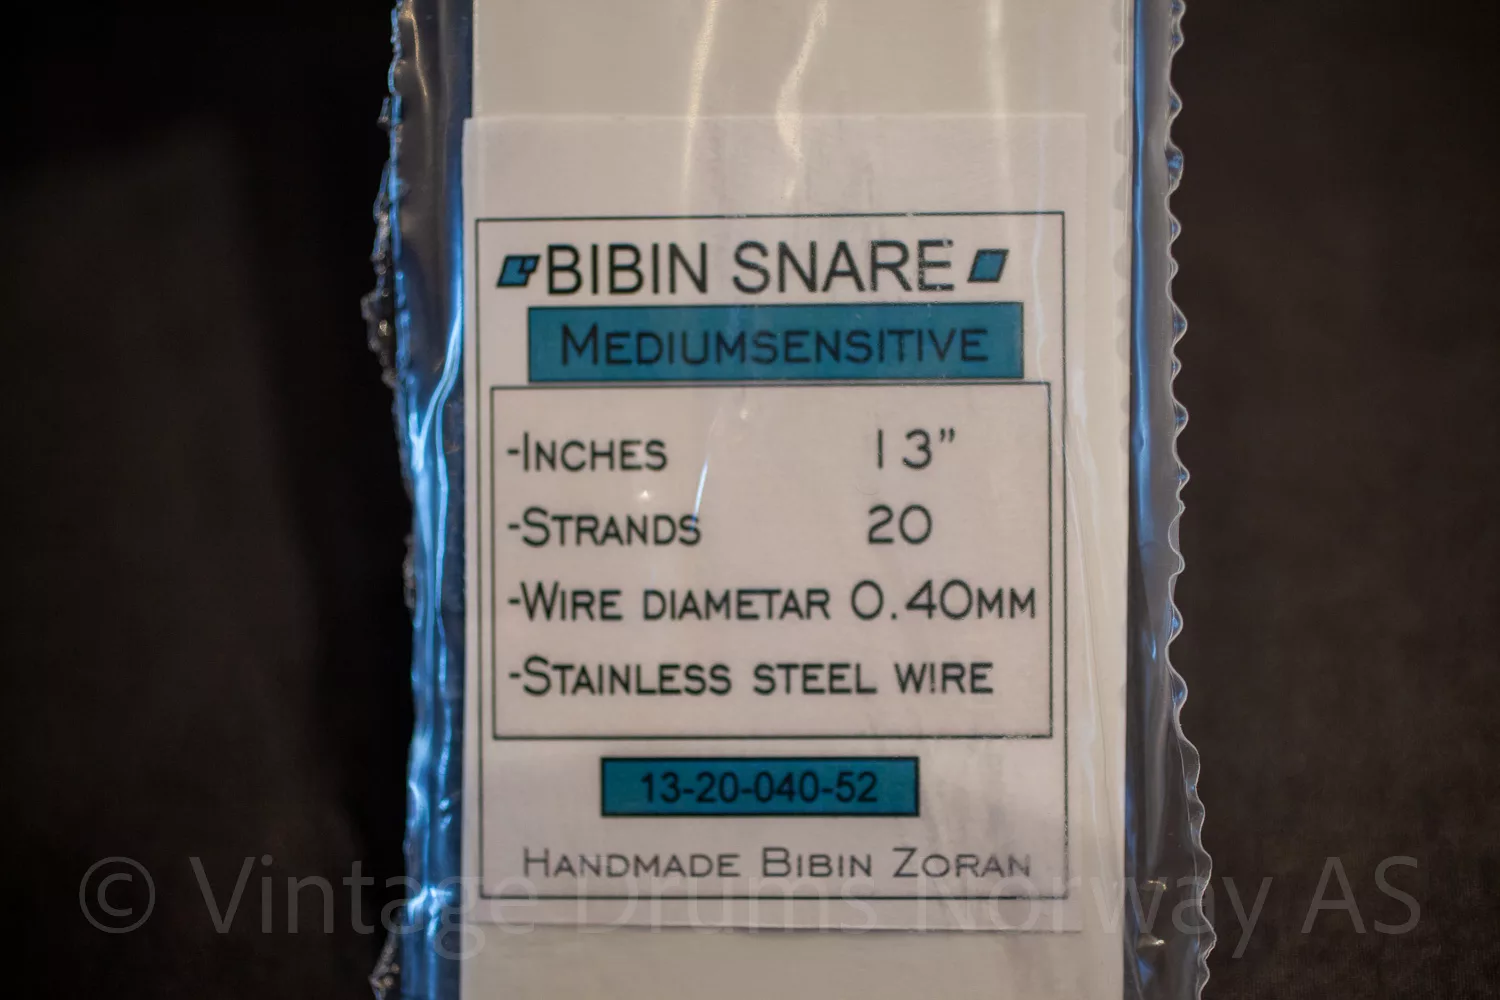 BIBIN SNARE
MEDIUMSENSITIVE
-INCHES 13”
-STRANDS 20
-WIRE DIAMETAR 0.40MM
-STAINLESS STEEL WIRE
13-20-040-52
HANDMADE BIBIN ZORAN
© Vintage Drums Norway AS